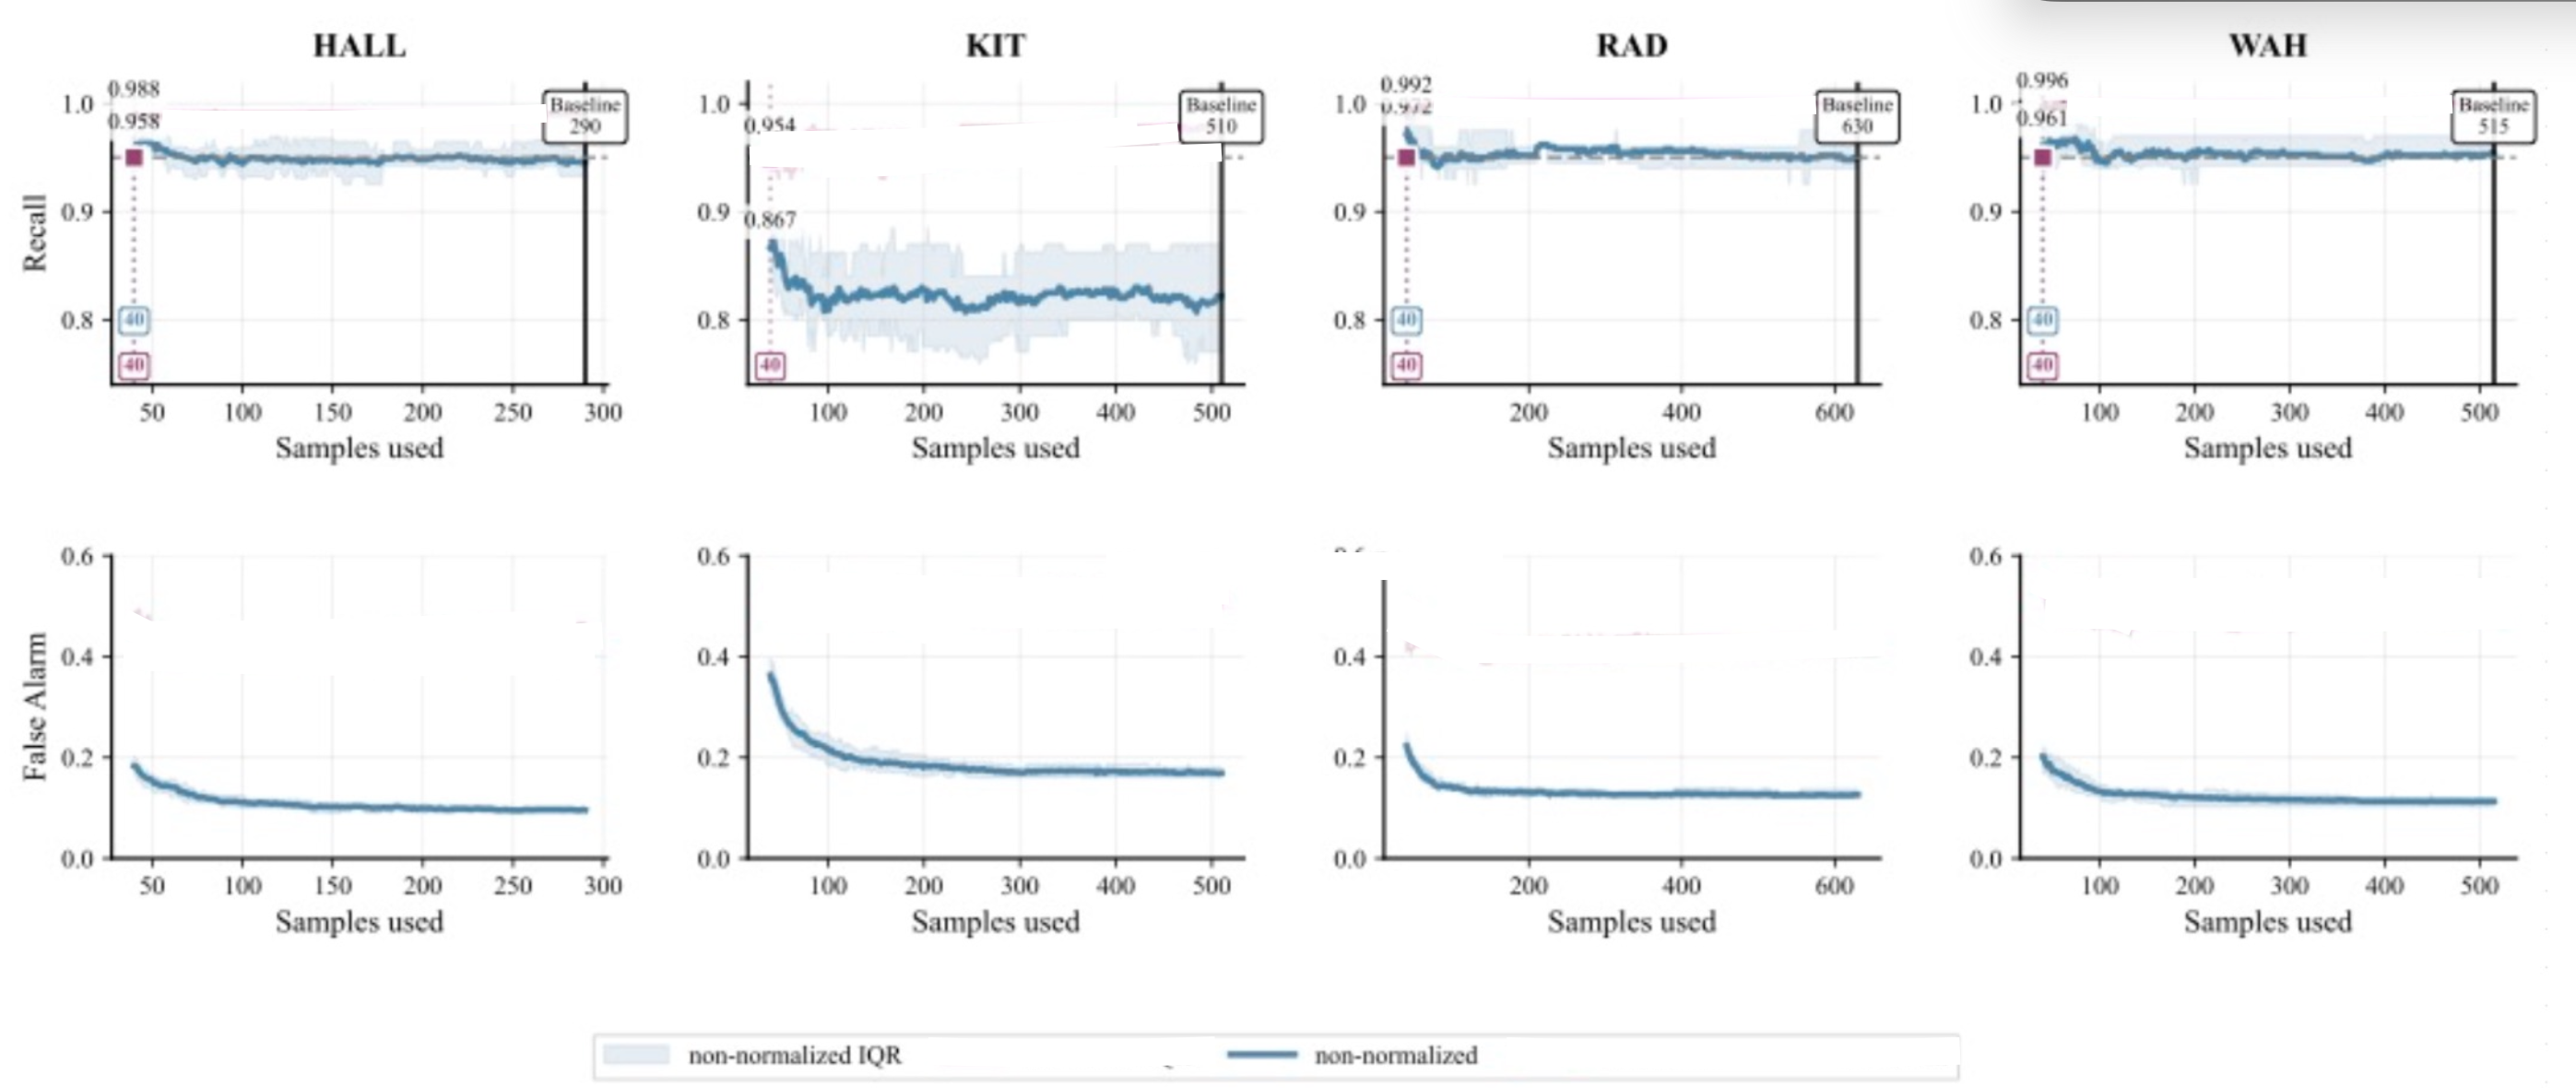 HALL
KIT
RAD
WAH
0.988
0.958
1.0
0.9
0.8
Recall
Baseline
290
40
40
50 100 150 200 250 300
Samples used
0.954
0.867
1.0
0.9
0.8
Baseline
510
40
100 200 300 400 500
Samples used
0.992
0.972
1.0
0.9
0.8
Baseline
630
40
40
200 400 600
Samples used
0.996
0.961
1.0
0.9
0.8
Baseline
515
40
40
100 200 300 400 500
Samples used
False Alarm
0.6
0.4
0.2
0.0
50 100 150 200 250 300
Samples used
0.6
0.4
0.2
0.0
100 200 300 400 500
Samples used
0.4
0.2
0.0
200 400 600
Samples used
0.6
0.4
0.2
0.0
100 200 300 400 500
Samples used
non-normalized IQR
non-normalized